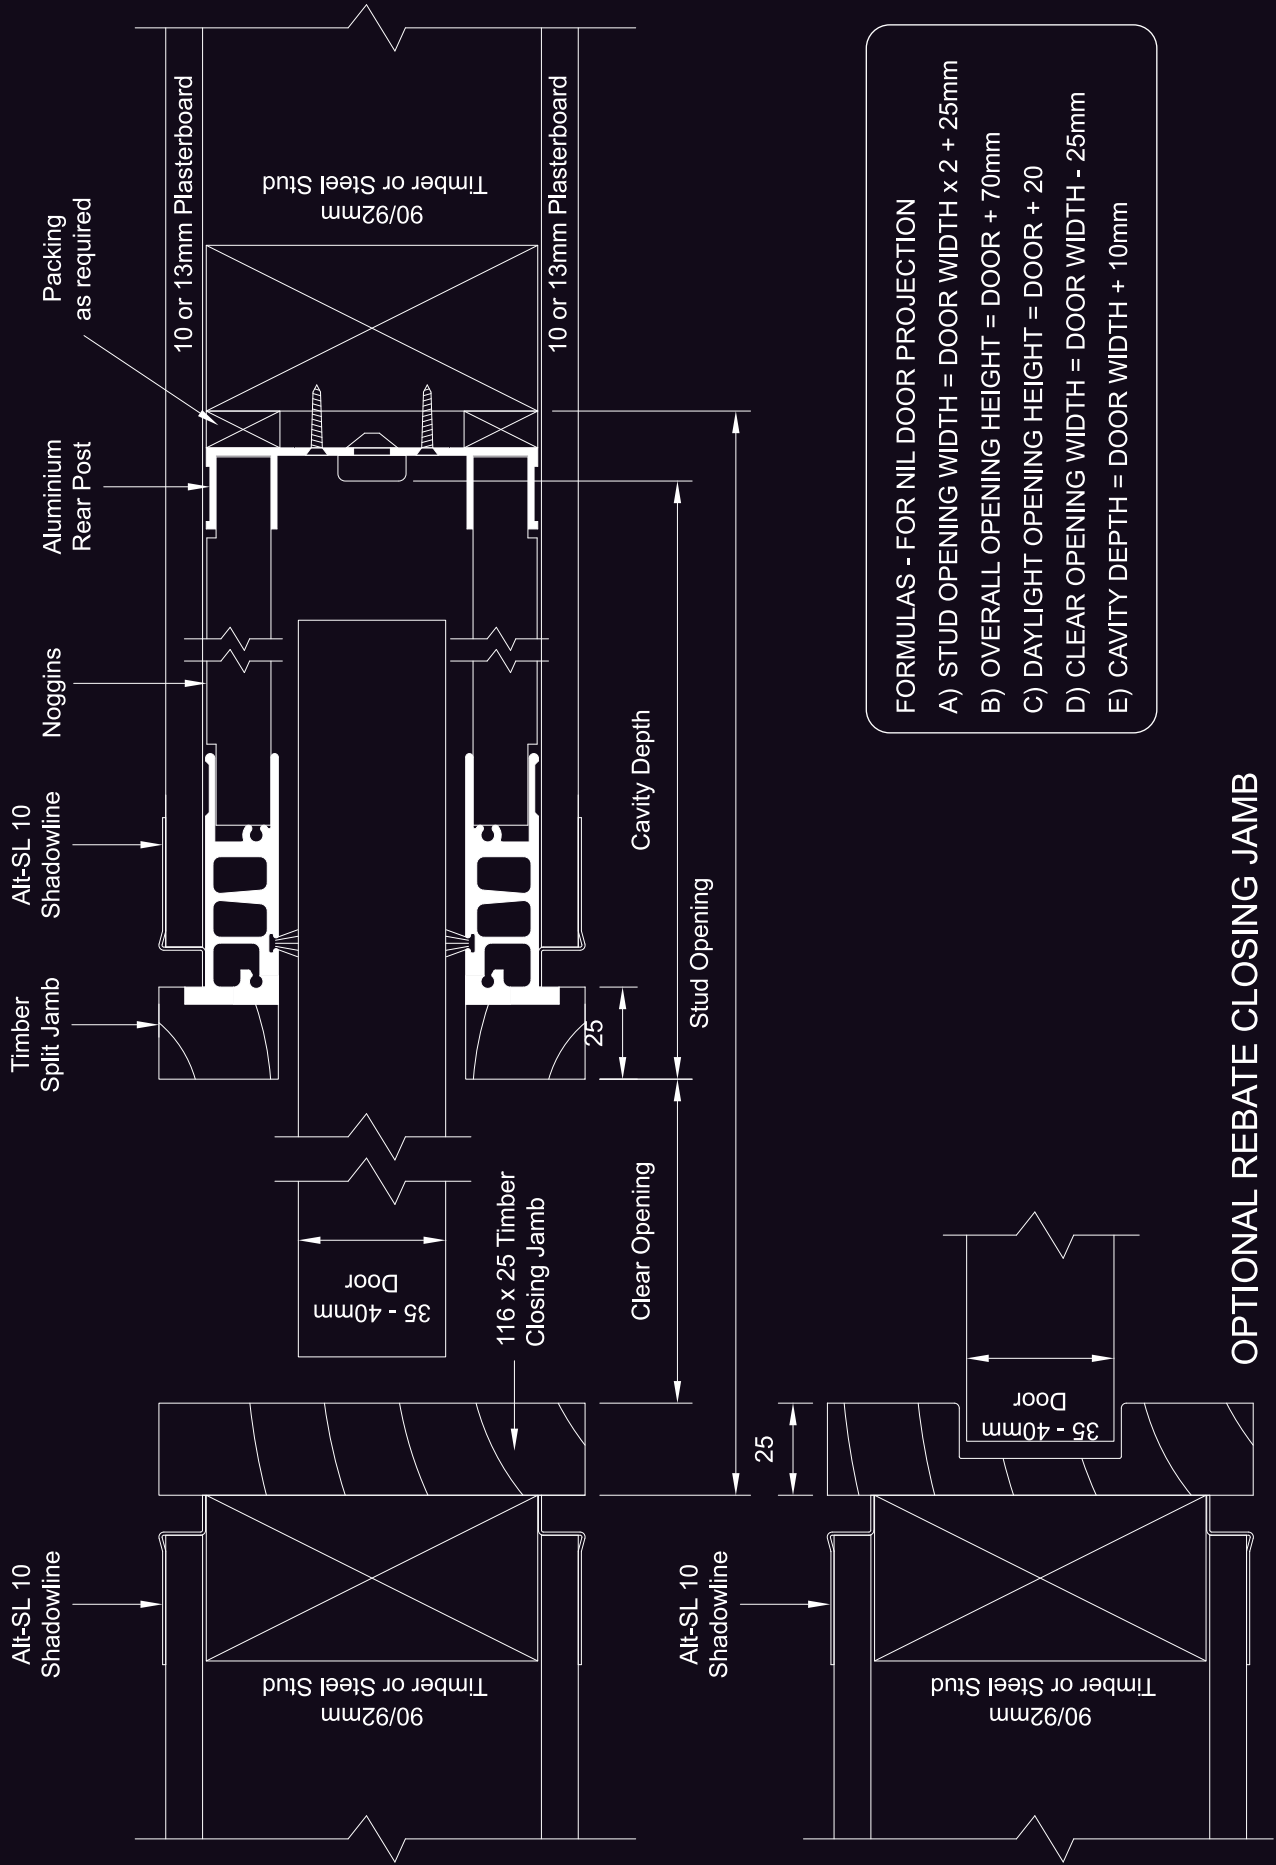 Alt-SL 10
Shadowline
Timber
Split Jamb
Alt-SL 10
Shadowline
Noggins
Aluminium
Rear Post
Packing
as required
10 or 13mm Plasterboard
90/92mm
Timber or Steel Stud
90/92mm
Timber or Steel Stud
10 or 13mm Plasterboard
35 - 40mm
Door
116 x 25 Timber
Closing Jamb
25
Clear Opening
Cavity Depth
Stud Opening
Alt-SL 10
Shadowline
25
90/92mm
Timber or Steel Stud
35 - 40mm
Door
OPTIONAL REBATE CLOSING JAMB
FORMULAS - FOR NIL DOOR PROJECTION
A) STUD OPENING WIDTH = DOOR WIDTH x 2 + 25mm
B) OVERALL OPENING HEIGHT = DOOR + 70mm
C) DAYLIGHT OPENING HEIGHT = DOOR + 20
D) CLEAR OPENING WIDTH = DOOR WIDTH - 25mm
E) CAVITY DEPTH = DOOR WIDTH + 10mm